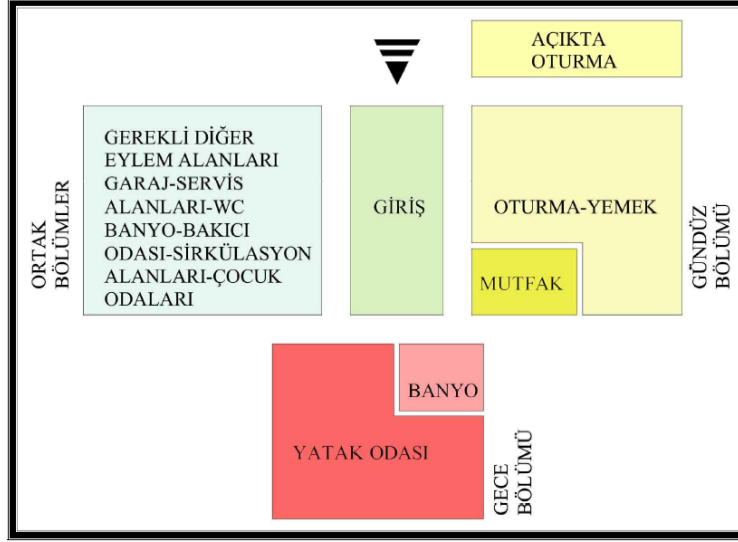 AÇIKTA
OTURMA
ORTAK
BÖLÜMLER
GEREKLİ DİĞER
EYLEM ALANLARI
GARAJ-SERVİS
ALANLARI-WC
BANYO-BAKICI
ODASI-SİRKÜLASYON
ALANLARI-ÇOCUK
ODALARI
GİRİŞ
OTURMA-YEMEK
MUTFAK
GÜNDÜZ
BÖLÜMÜ
BANYO
YATAK ODASI
GECE
BÖLÜMÜ